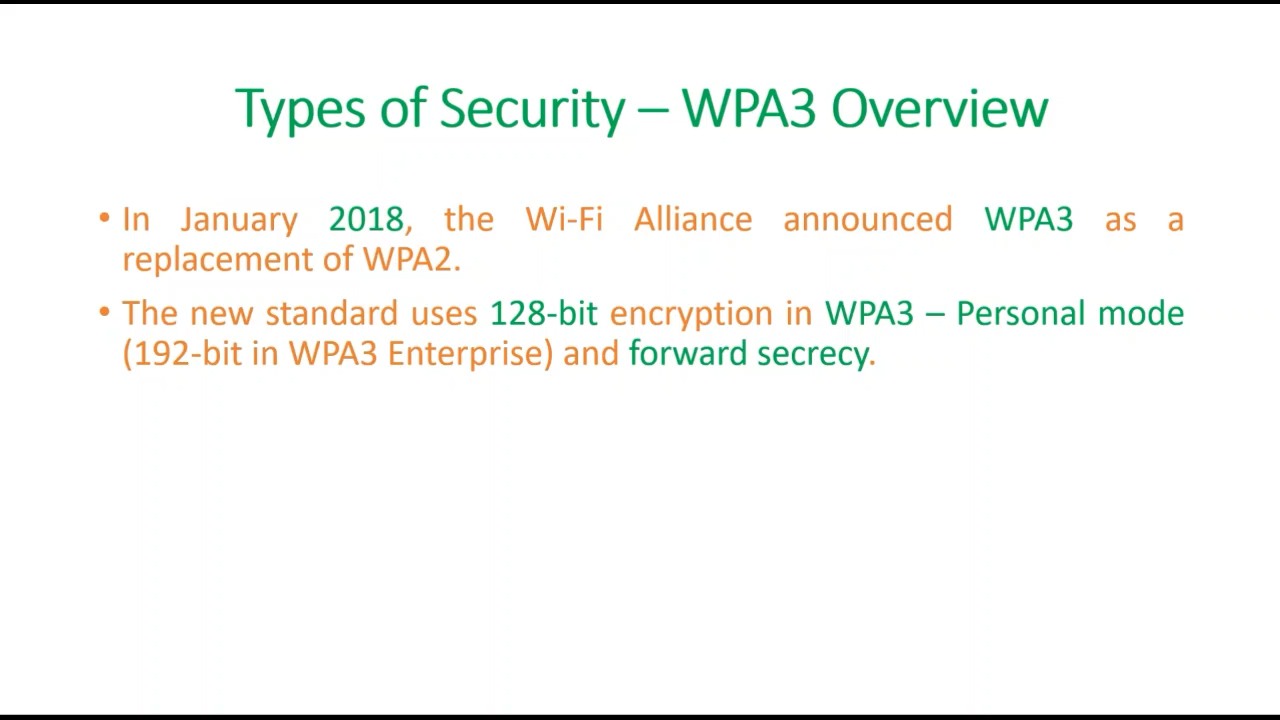 Types of Security – WPA3 Overview
• In January 2018, the Wi-Fi Alliance announced WPA3 as a
replacement of WPA2.
• The new standard uses 128-bit encryption in WPA3 – Personal mode
(192-bit in WPA3 Enterprise) and forward secrecy.